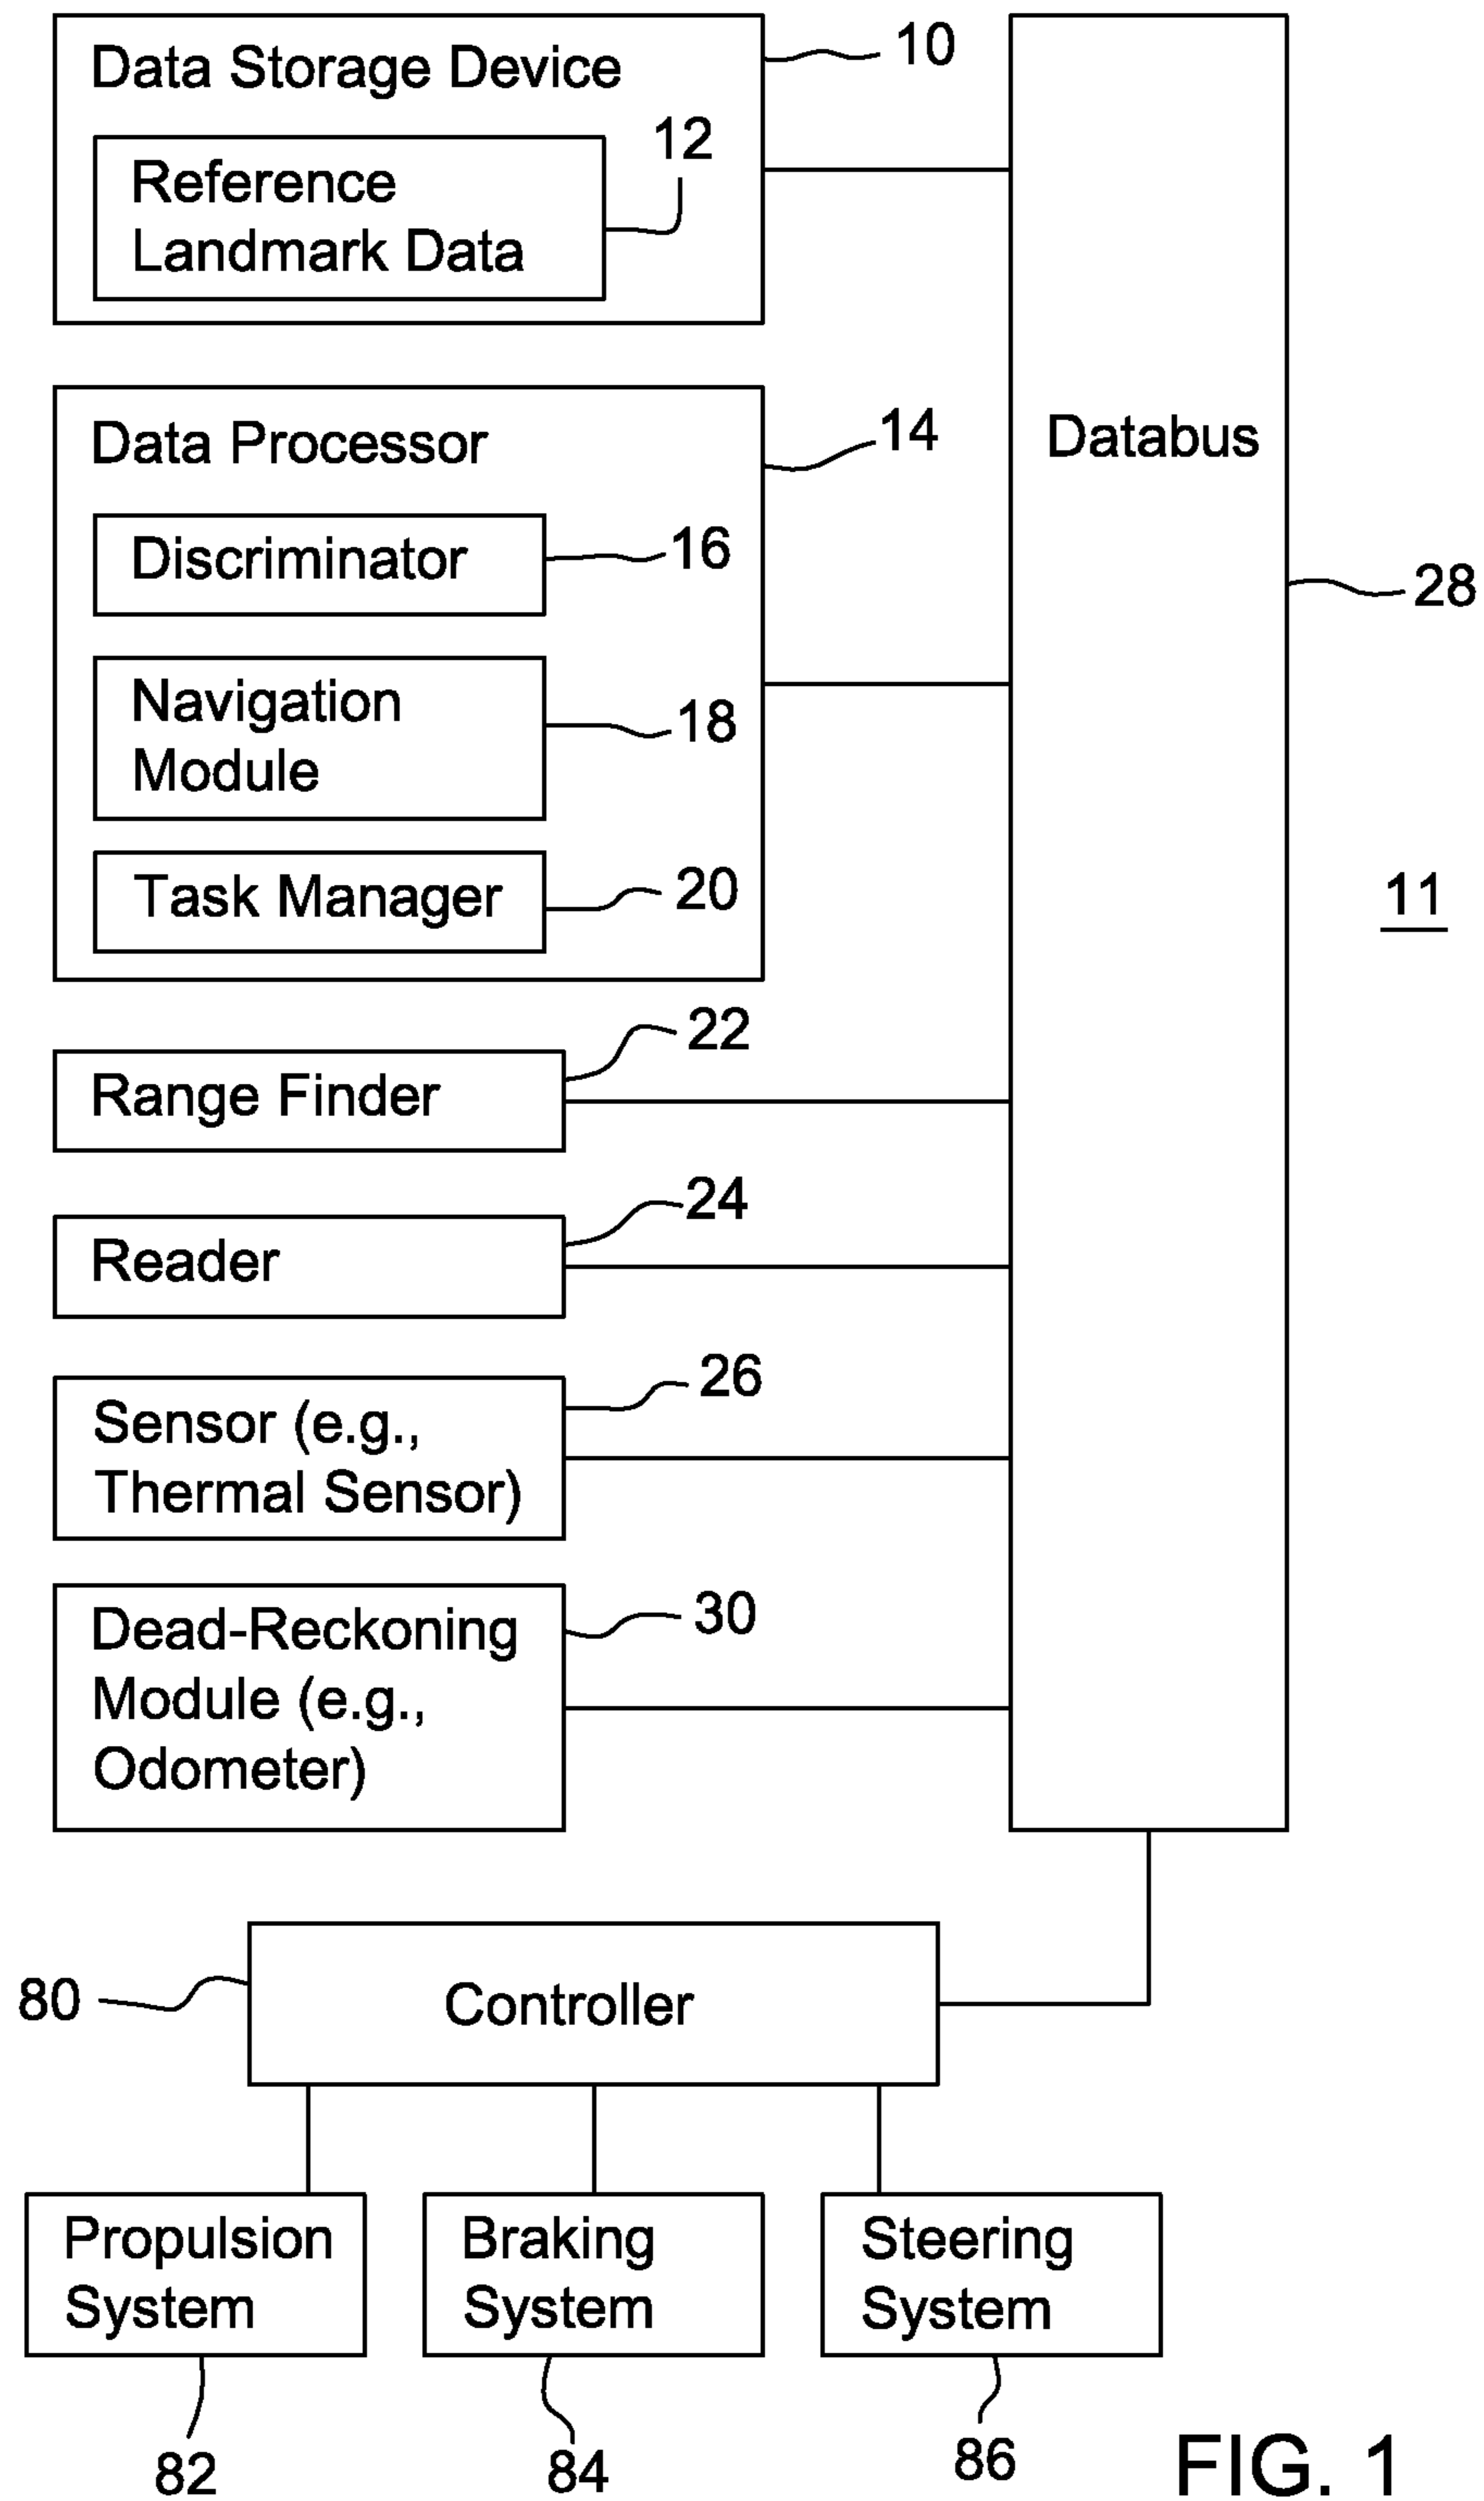 Data Storage Device
10
Reference
Landmark Data
12
Data Processor
14
Discriminator
16
Navigation
Module
18
Task Manager
20
Databus
28
11
Range Finder
22
Reader
24
Sensor (e.g.,
Thermal Sensor)
26
Dead-Reckoning
Module (e.g.,
Odometer)
30
80
Controller
Propulsion
System
82
Braking
System
84
Steering
System
86
FIG. 1